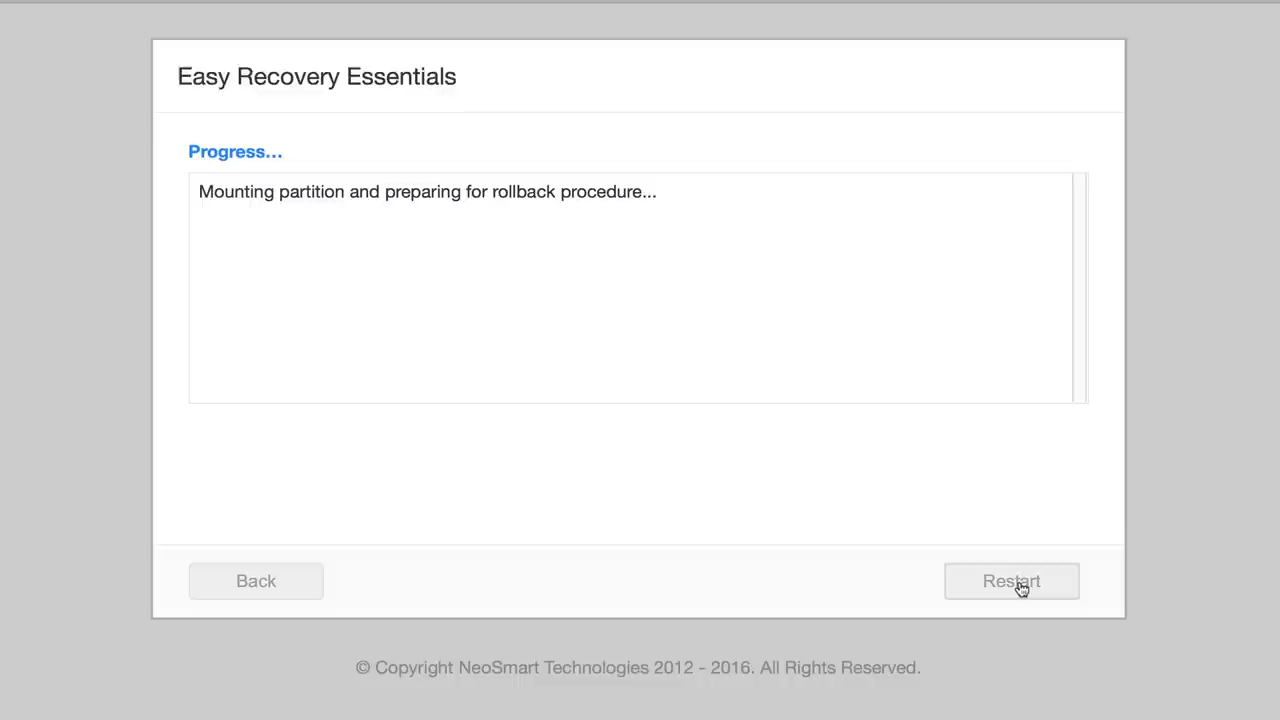 Easy Recovery Essentials
Progress...
Mounting partition and preparing for rollback procedure...
Back
Restart
© Copyright NeoSmart Technologies 2012 - 2016. All Rights Reserved.